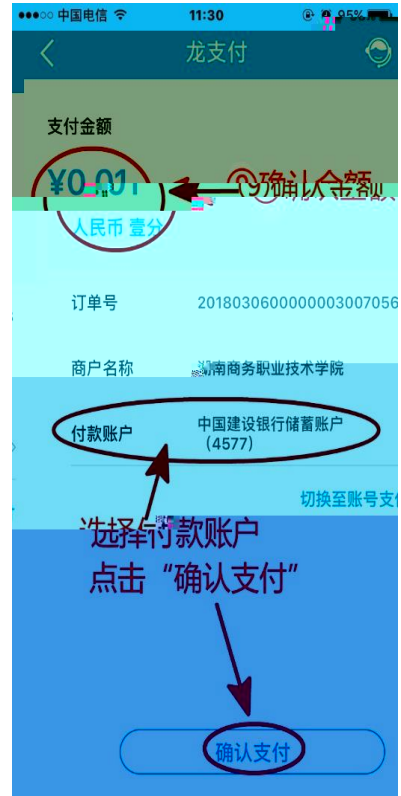 中国电信 11:30 95%
龙支付
支付金额
¥0.01 (9)确认金额
人民币 壹分
订单号 20180306000000003007056
商户名称 湖南商务职业技术学院
付款账户 中国建设银行储蓄账户
(4577)
切换至账号支付
选择付款账户
点击“确认支付”
确认支付